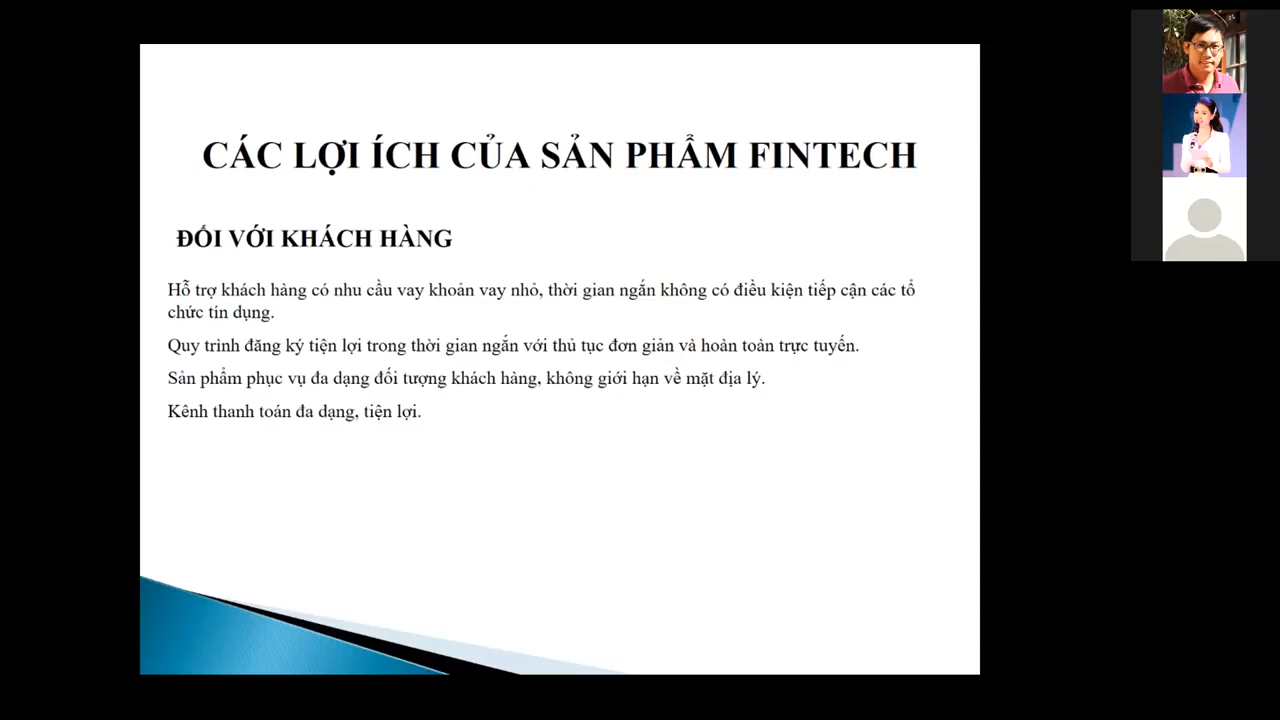 CÁC LỢI ÍCH CỦA SẢN PHẨM FINTECH
ĐỐI VỚI KHÁCH HÀNG
Hỗ trợ khách hàng có nhu cầu vay khoản vay nhỏ, thời gian ngắn không có điều kiện tiếp cận các tổ
chức tín dụng.
Quy trình đăng ký tiện lợi trong thời gian ngắn với thủ tục đơn giản và hoàn toàn trực tuyến.
Sản phẩm phục vụ đa dạng đối tượng khách hàng, không giới hạn về mặt địa lý.
Kênh thanh toán đa dạng, tiện lợi.